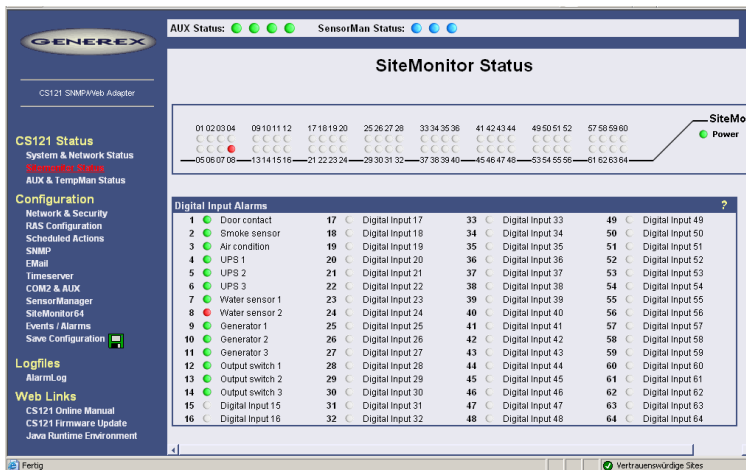 GENEREX
CS121 SNMP/Web Adapter
CS121 Status
System & Network Status
SiteMonitor Status
AUX & TempMan Status
Configuration
Network & Security
RAS Configuration
Scheduled Actions
SNMP
EMail
Timeserver
COM2 & AUX
SensorManager
SiteMonitor64
Events / Alarms
Save Configuration
Logfiles
AlarmLog
Web Links
CS121 Online Manual
CS121 Firmware Update
Java Runtime Environment
AUX Status: SensorMan Status:
SiteMonitor Status
01 02 03 04 09 10 11 12 17 18 19 20 25 26 27 28 33 34 35 36 41 42 43 44 49 50 51 52 57 58 59 60
05 06 07 08 13 14 15 16 21 22 23 24 29 30 31 32 37 38 39 40 45 46 47 48 53 54 55 56 61 62 63 64
SiteMo
Power
Digital Input Alarms ?
1 Door contact 17 Digital Input 17 33 Digital Input 33 49 Digital Input 49
2 Smoke sensor 18 Digital Input 18 34 Digital Input 34 50 Digital Input 50
3 Air condition 19 Digital Input 19 35 Digital Input 35 51 Digital Input 51
4 UPS 1 20 Digital Input 20 36 Digital Input 36 52 Digital Input 52
5 UPS 2 21 Digital Input 21 37 Digital Input 37 53 Digital Input 53
6 UPS 3 22 Digital Input 22 38 Digital Input 38 54 Digital Input 54
7 Water sensor 1 23 Digital Input 23 39 Digital Input 39 55 Digital Input 55
8 Water sensor 2 24 Digital Input 24 40 Digital Input 40 56 Digital Input 56
9 Generator 1 25 Digital Input 25 41 Digital Input 41 57 Digital Input 57
10 Generator 2 26 Digital Input 26 42 Digital Input 42 58 Digital Input 58
11 Generator 3 27 Digital Input 27 43 Digital Input 43 59 Digital Input 59
12 Output switch 1 28 Digital Input 28 44 Digital Input 44 60 Digital Input 60
13 Output switch 2 29 Digital Input 29 45 Digital Input 45 61 Digital Input 61
14 Output switch 3 30 Digital Input 30 46 Digital Input 46 62 Digital Input 62
15 Digital Input 15 31 Digital Input 31 47 Digital Input 47 63 Digital Input 63
16 Digital Input 16 32 Digital Input 32 48 Digital Input 48 64 Digital Input 64
Fertig Vertrauenswürdige Sites